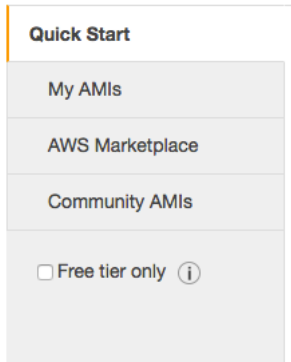 Quick Start
My AMIs
AWS Marketplace
Community AMIs
Free tier only i